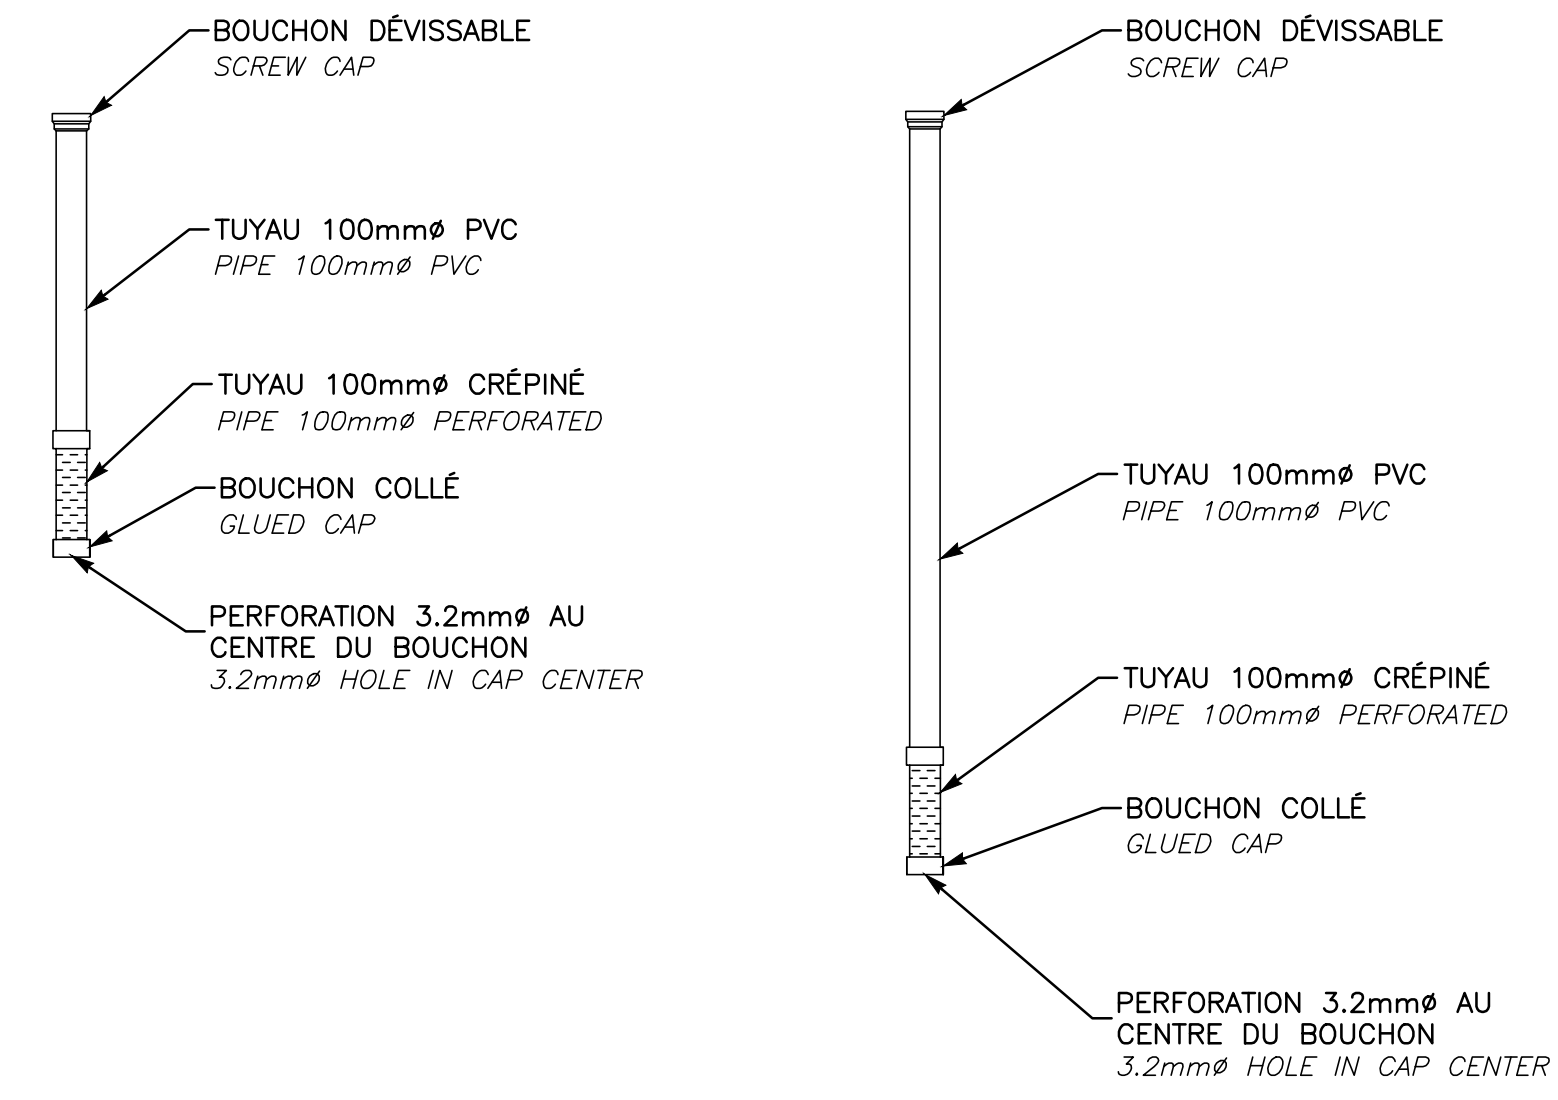 BOUCHON DÉVISSABLE
SCREW CAP
TUYAU 100mmø PVC
PIPE 100mmø PVC
TUYAU 100mmø CRÉPINÉ
PIPE 100mmø PERFORATED
BOUCHON COLLÉ
GLUED CAP
PERFORATION 3.2mmø AU
CENTRE DU BOUCHON
3.2mmø HOLE IN CAP CENTER
BOUCHON DÉVISSABLE
SCREW CAP
TUYAU 100mmø PVC
PIPE 100mmø PVC
TUYAU 100mmø CRÉPINÉ
PIPE 100mmø PERFORATED
BOUCHON COLLÉ
GLUED CAP
PERFORATION 3.2mmø AU
CENTRE DU BOUCHON
3.2mmø HOLE IN CAP CENTER